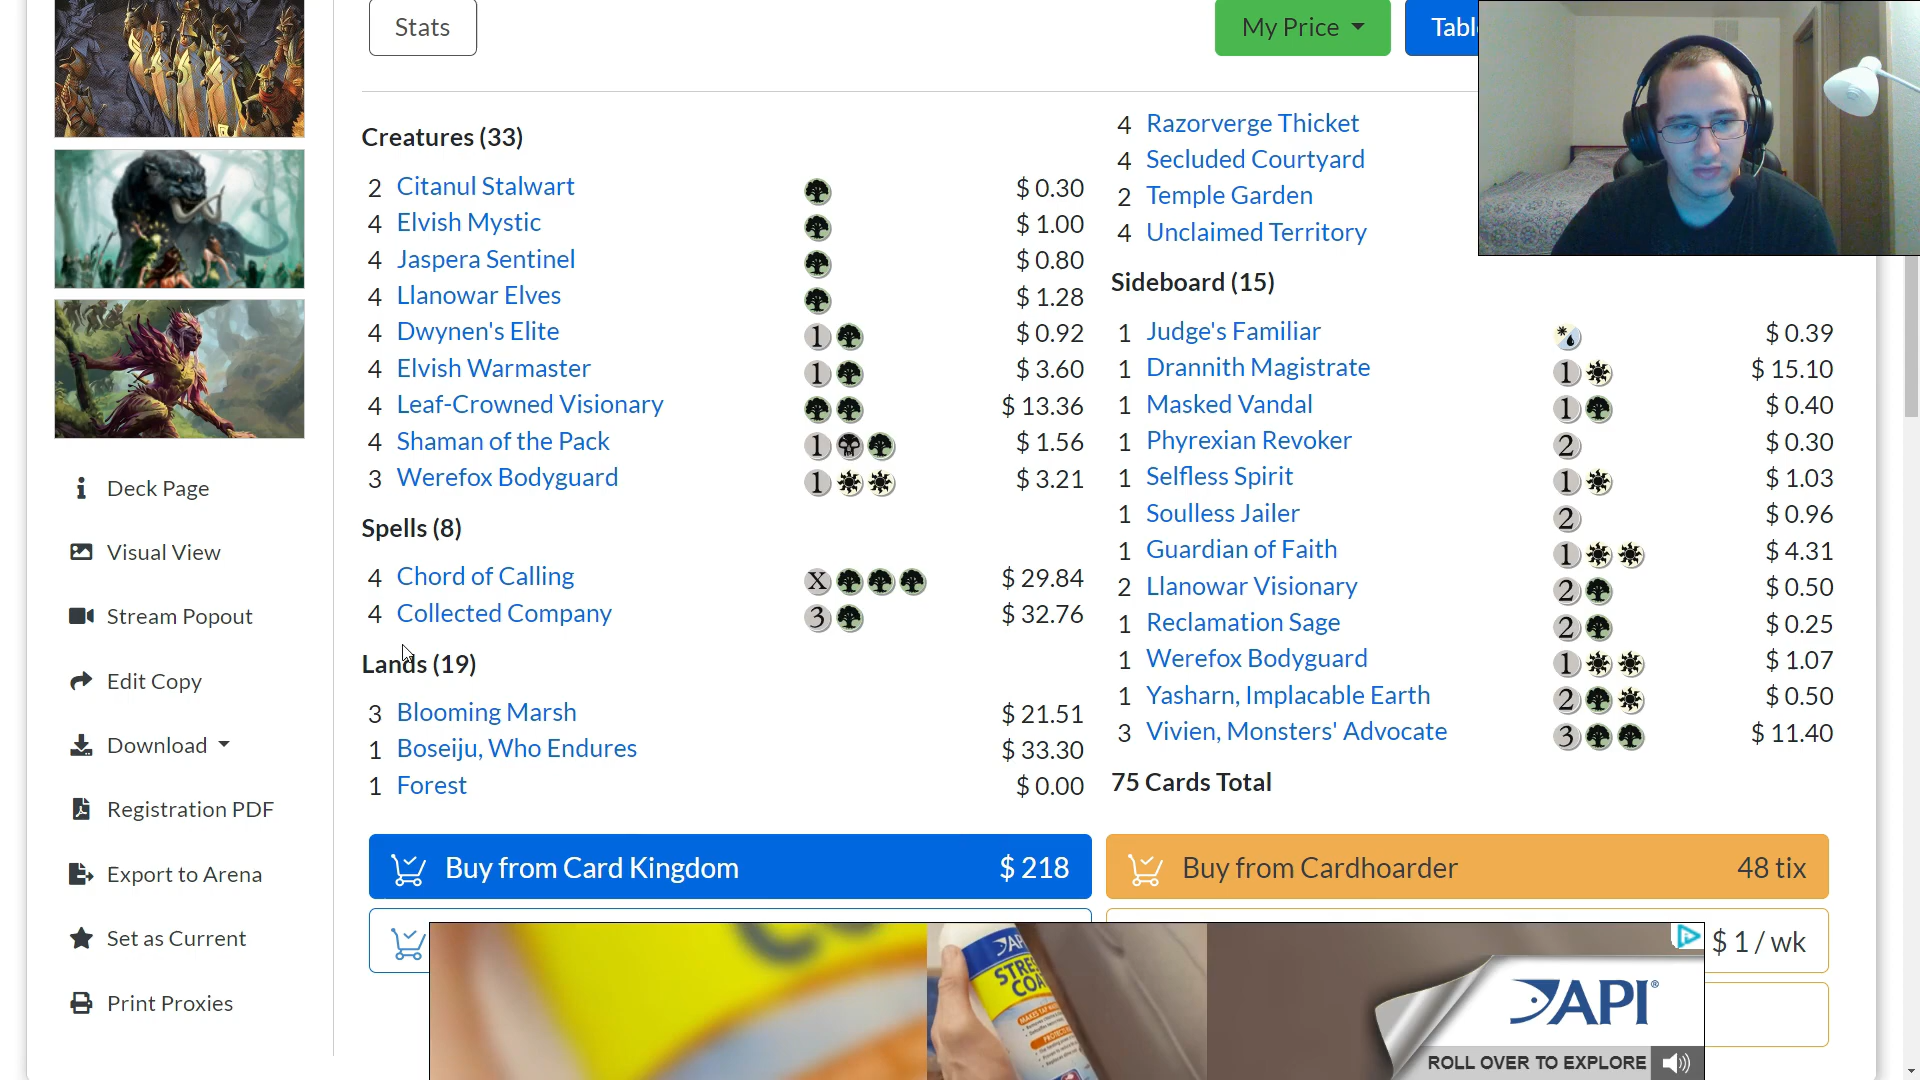 Stats
My Price
Creatures (33)
2 Citanul Stalwart $ 0.30
4 Elvish Mystic $ 1.00
4 Jaspera Sentinel $ 0.80
4 Llanowar Elves $ 1.28
4 Dwynen's Elite 1 $ 0.92
4 Elvish Warmaster 1 $ 3.60
4 Leaf-Crowned Visionary $ 13.36
4 Shaman of the Pack 1 $ 1.56
3 Werefox Bodyguard 1 $ 3.21
Spells (8)
4 Chord of Calling X $ 29.84
4 Collected Company 3 $ 32.76
Lands (19)
3 Blooming Marsh $ 21.51
1 Boseiju, Who Endures $ 33.30
1 Forest $ 0.00
4 Razorverge Thicket
4 Secluded Courtyard
2 Temple Garden
4 Unclaimed Territory
Sideboard (15)
1 Judge's Familiar $ 0.39
1 Drannith Magistrate 1 $ 15.10
1 Masked Vandal 1 $ 0.40
1 Phyrexian Revoker 2 $ 0.30
1 Selfless Spirit 1 $ 1.03
1 Soulless Jailer 2 $ 0.96
1 Guardian of Faith 1 $ 4.31
2 Llanowar Visionary 2 $ 0.50
1 Reclamation Sage 2 $ 0.25
1 Werefox Bodyguard 1 $ 1.07
1 Yasharn, Implacable Earth 2 $ 0.50
3 Vivien, Monsters' Advocate 3 $ 11.40
75 Cards Total
Deck Page
Visual View
Stream Popout
Edit Copy
Download
Registration PDF
Export to Arena
Set as Current
Print Proxies
Buy from Card Kingdom $ 218
Buy from Cardhoarder 48 tix
$ 1 / wk
API
API®
ROLL OVER TO EXPLORE